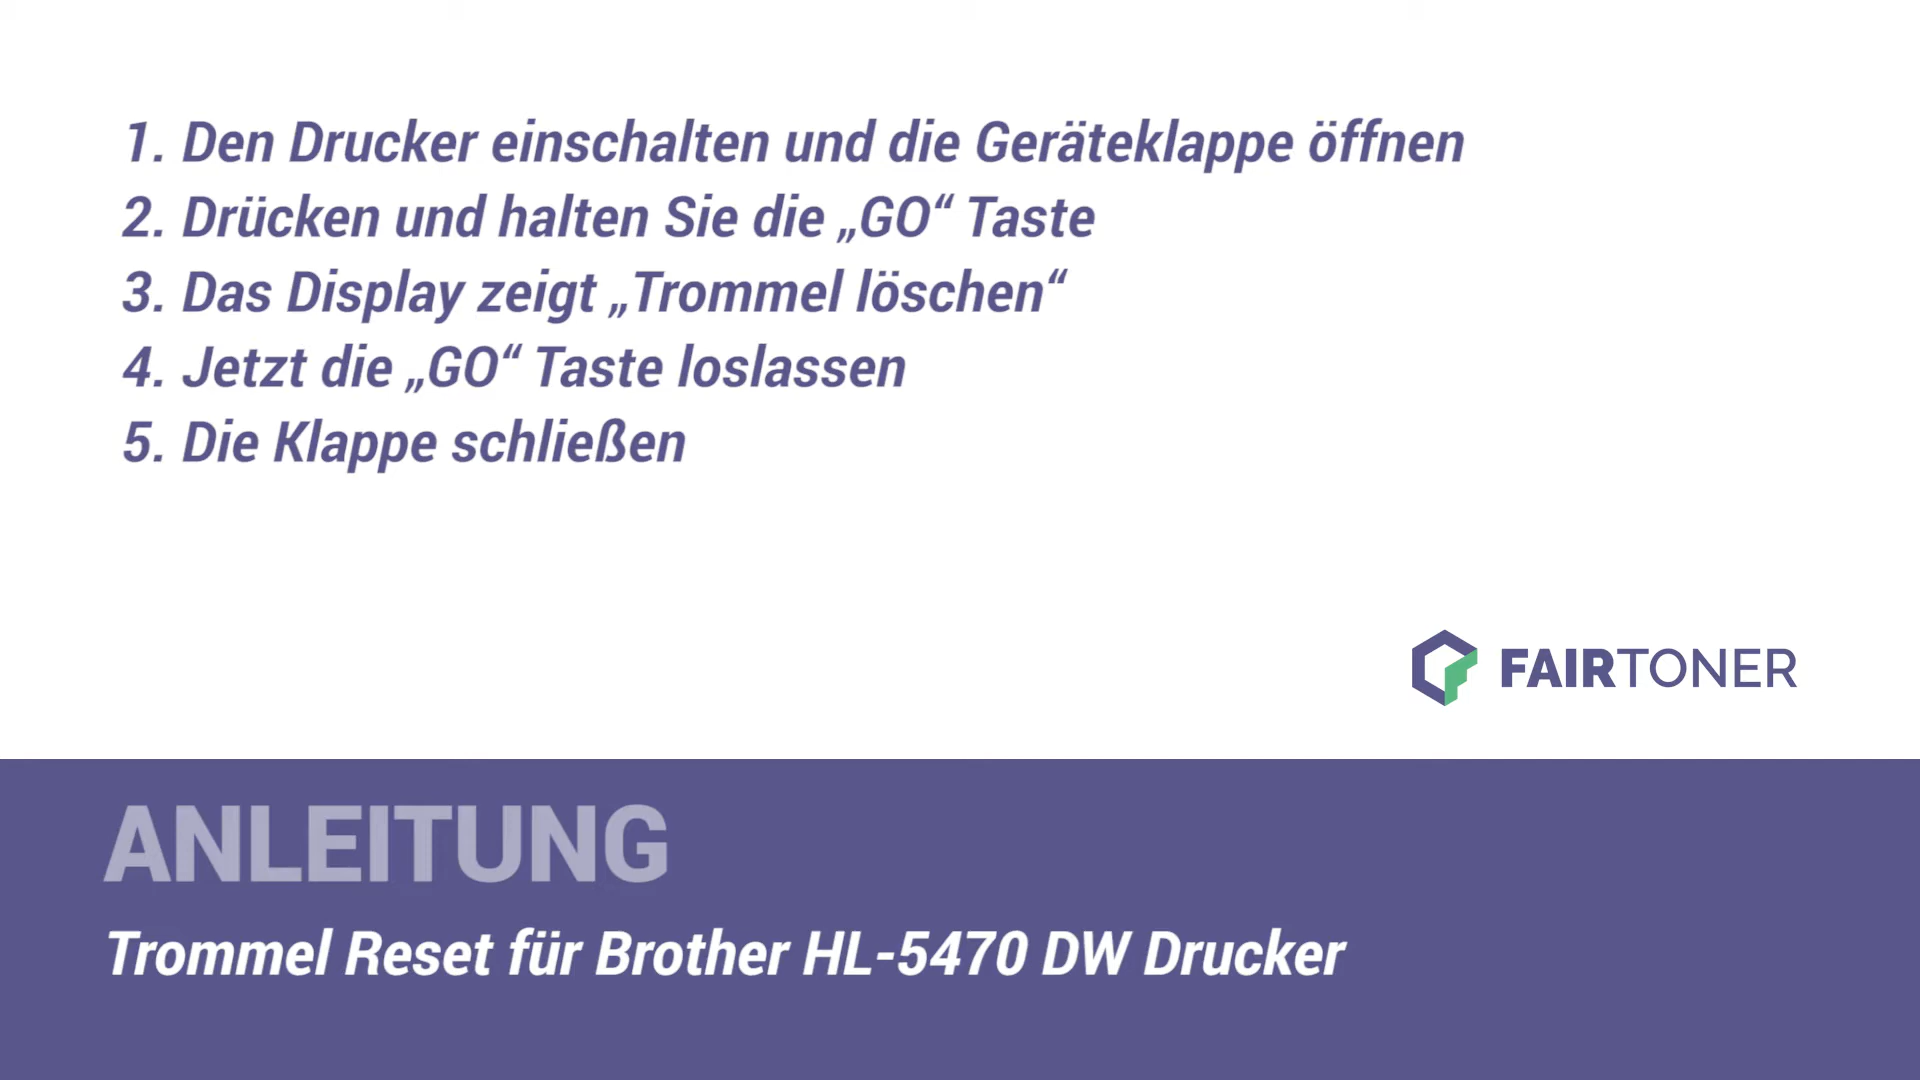 1. Den Drucker einschalten und die Geräteklappe öffnen
2. Drücken und halten Sie die „GO“ Taste
3. Das Display zeigt „Trommel löschen“
4. Jetzt die „GO“ Taste loslassen
5. Die Klappe schließen
FAIRTONER
ANLEITUNG
Trommel Reset für Brother HL-5470 DW Drucker